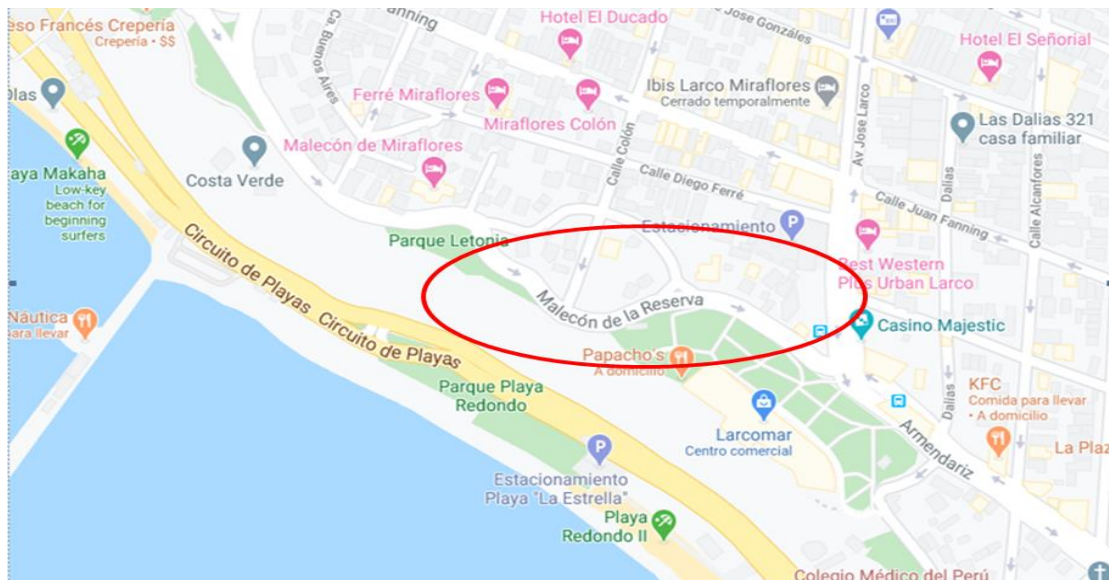 eso Francés Crepería
Crepería • $$
Fanning
Hotel El Ducado
Jose Gonzáles
Hotel El Señorial
Ca. Buenos Aires
Ibis Larco Miraflores
Cerrado temporalmente
Av Jose Larco
Olas
Ferré Miraflores
Miraflores Colón
Las Dalias 321
casa familiar
Malecón de Miraflores
Calle Colón
Dalias
Calle Alcanfores
aya Makaha
Low-key
beach for
beginning
surfers
Costa Verde
Calle Diego Ferré
Calle Juan Fanning
Parque Letonia
Estacionamiento
Circuito de Playas
Best Western
Plus Urban Larco
Malecón de la Reserva
Náutica
para llevar
Circuito de Playas
Casino Majestic
Papacho's
A domicilio
Parque Playa
Redondo
KFC
Comida para llevar
• A domicilio
Dalias
Larcomar
Centro comercial
Armendariz
La Plaz
Estacionamiento
Playa "La Estrella"
Playa
Redondo II
Colegio Médico del Perú